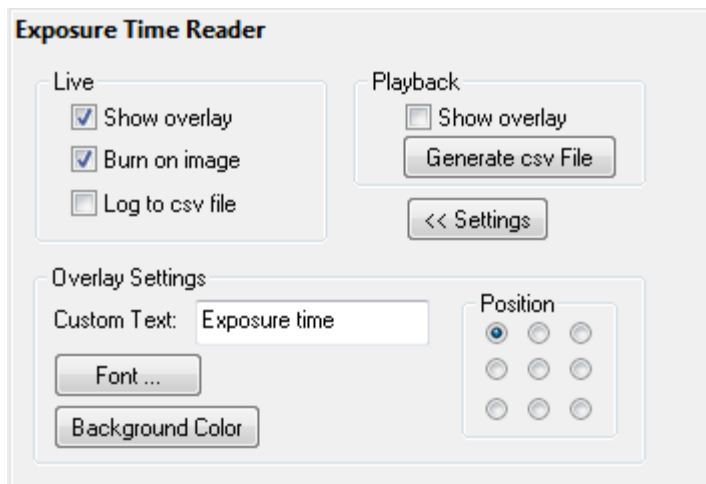 Exposure Time Reader
Live
Show overlay
Burn on image
Log to csv file
Playback
Show overlay
Generate csv File
<< Settings
Overlay Settings
Custom Text: Exposure time
Font ...
Background Color
Position